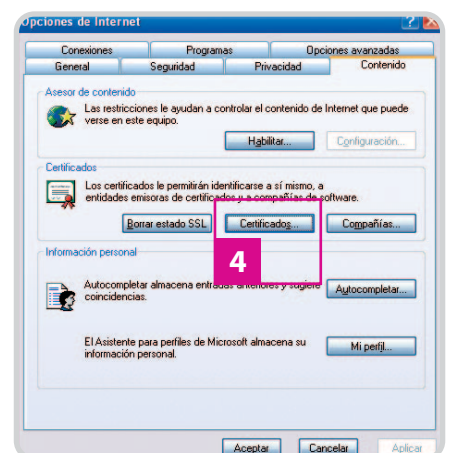 Opciones de Internet
Conexiones Programas Opciones avanzadas
General Seguridad Privacidad Contenido
Asesor de contenido
Las restricciones le ayudan a controlar el contenido de Internet que puede
verse en este equipo.
Habilitar... Configuración...
Certificados
Los certificados le permitirán identificarse a sí mismo, a
entidades emisoras de certificados y a compañías de software.
Borrar estado SSL Certificados... Compañías...
4
Información personal
Autocompletar almacena entradas anteriores y sugiere
coincidencias.
Autocompletar...
El Asistente para perfiles de Microsoft almacena su
información personal.
Mi perfil...
Aceptar Cancelar Aplicar